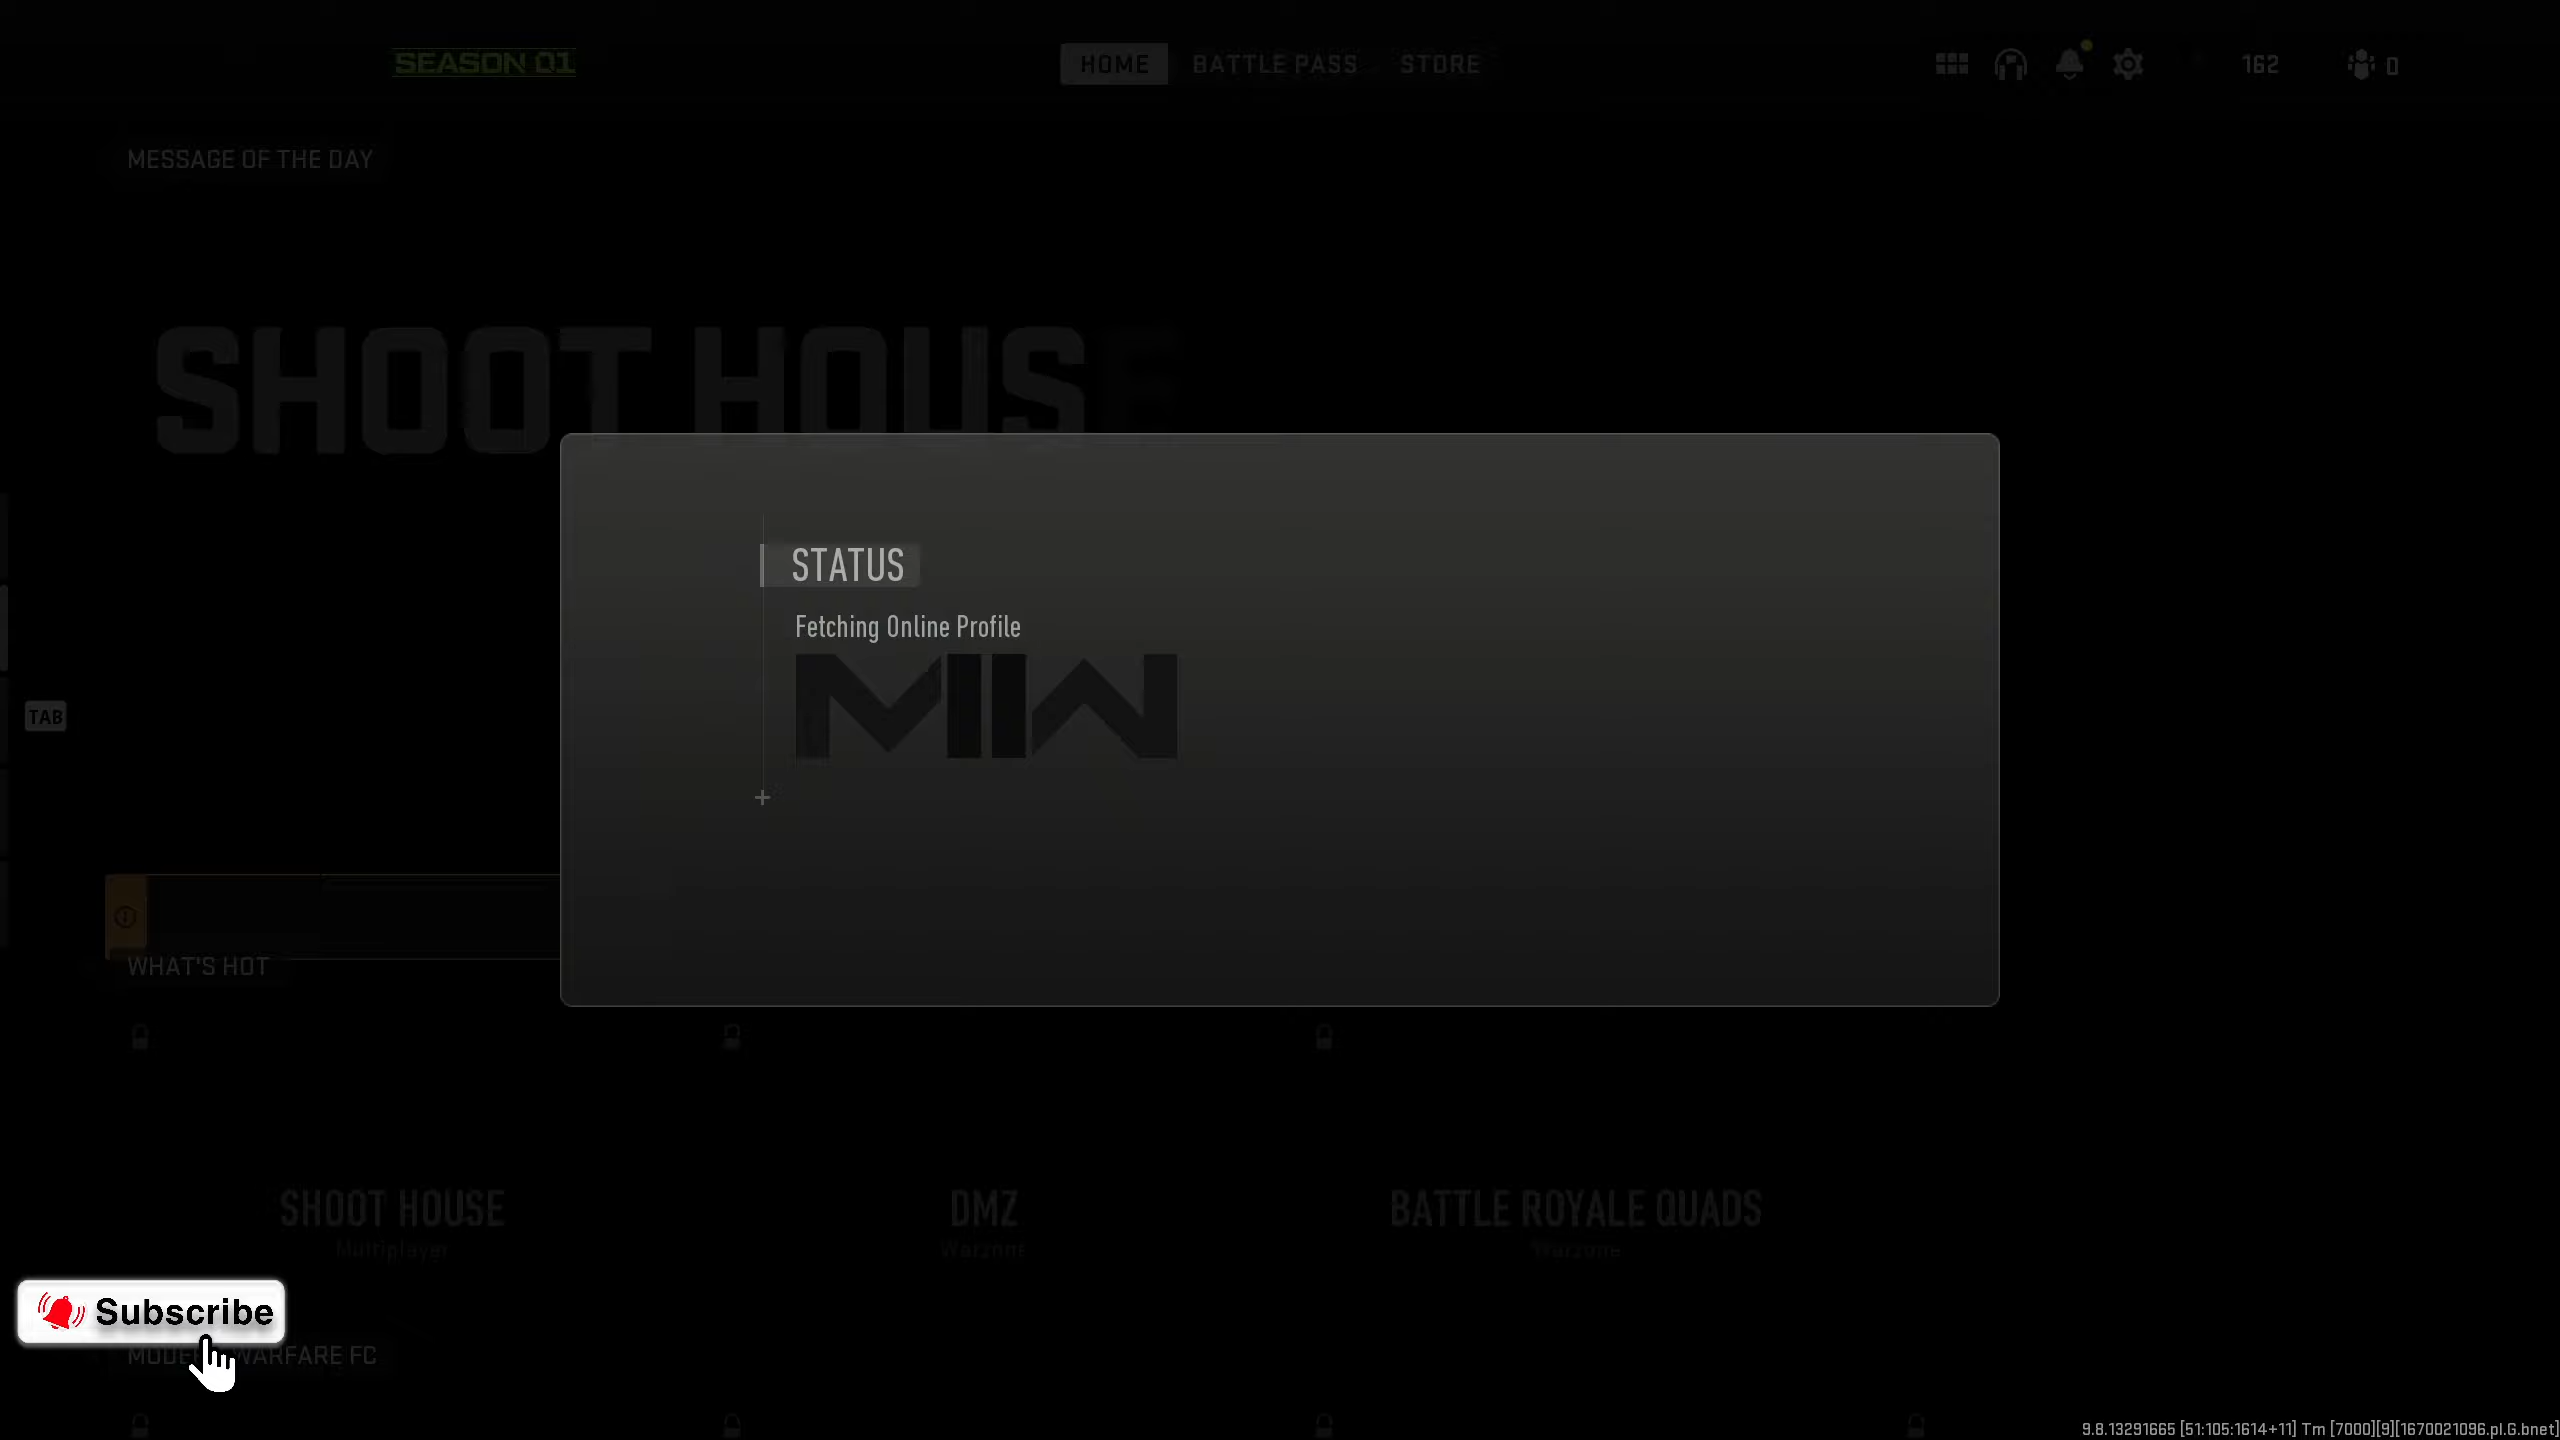 SEASON 01
HOME
BATTLE PASS
STORE
162
0
MESSAGE OF THE DAY
SHOOT HOUSE
STATUS
Fetching Online Profile
MIIW
TAB
WHAT'S HOT
SHOOT HOUSE
Multiplayer
DMZ
Warzone
BATTLE ROYALE QUADS
Warzone
Subscribe
MODERN WARFARE FC
9.8.13291665 [51:105:1614+11] Tm [7000][9][1670021096.pl.G.bnet]